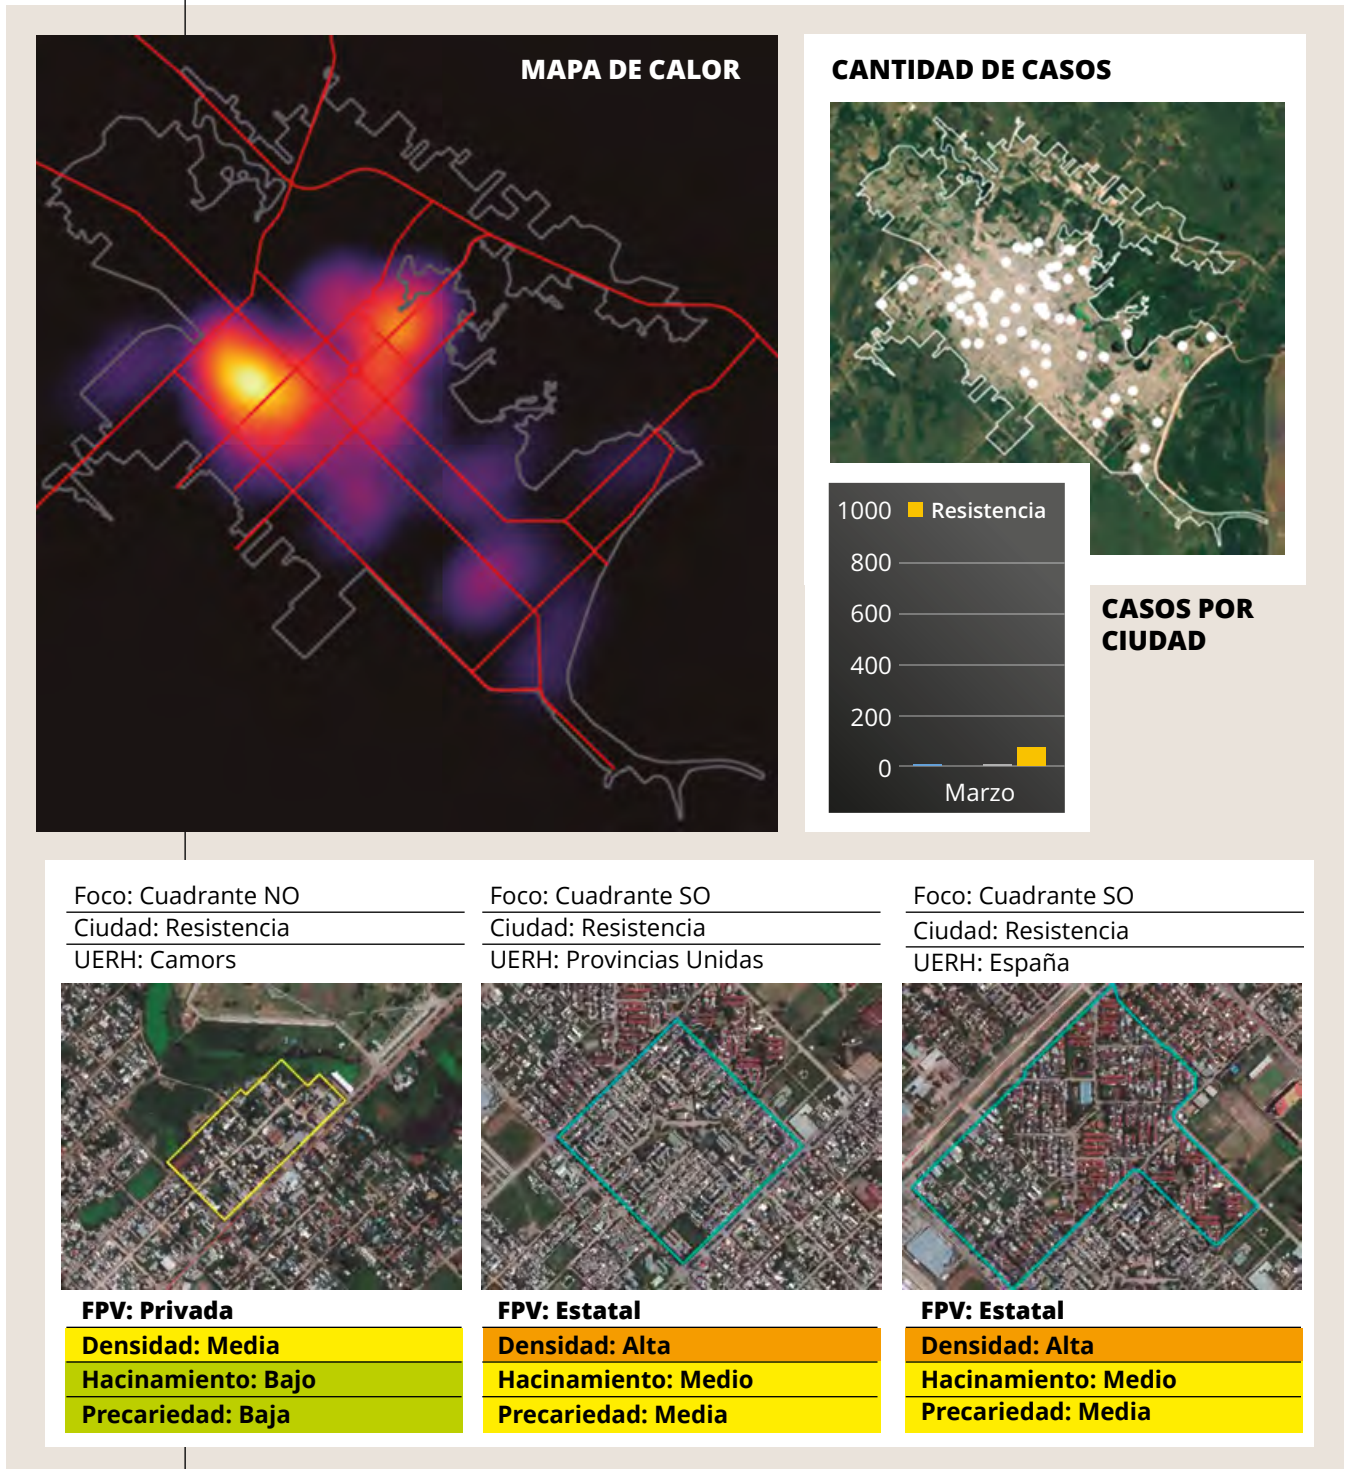 MAPA DE CALOR
CANTIDAD DE CASOS
1000
Resistencia
800
600
400
200
0
Marzo
CASOS POR
CIUDAD
Foco: Cuadrante NO
Ciudad: Resistencia
UERH: Camors
FPV: Privada
Densidad: Media
Hacinamiento: Bajo
Precariedad: Baja
Foco: Cuadrante SO
Ciudad: Resistencia
UERH: Provincias Unidas
FPV: Estatal
Densidad: Alta
Hacinamiento: Medio
Precariedad: Media
Foco: Cuadrante SO
Ciudad: Resistencia
UERH: España
FPV: Estatal
Densidad: Alta
Hacinamiento: Medio
Precariedad: Media